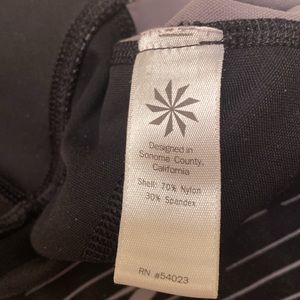 Designed in
Sonoma County,
California
Shell: 70% Nylon
30% Spandex
RN #54023